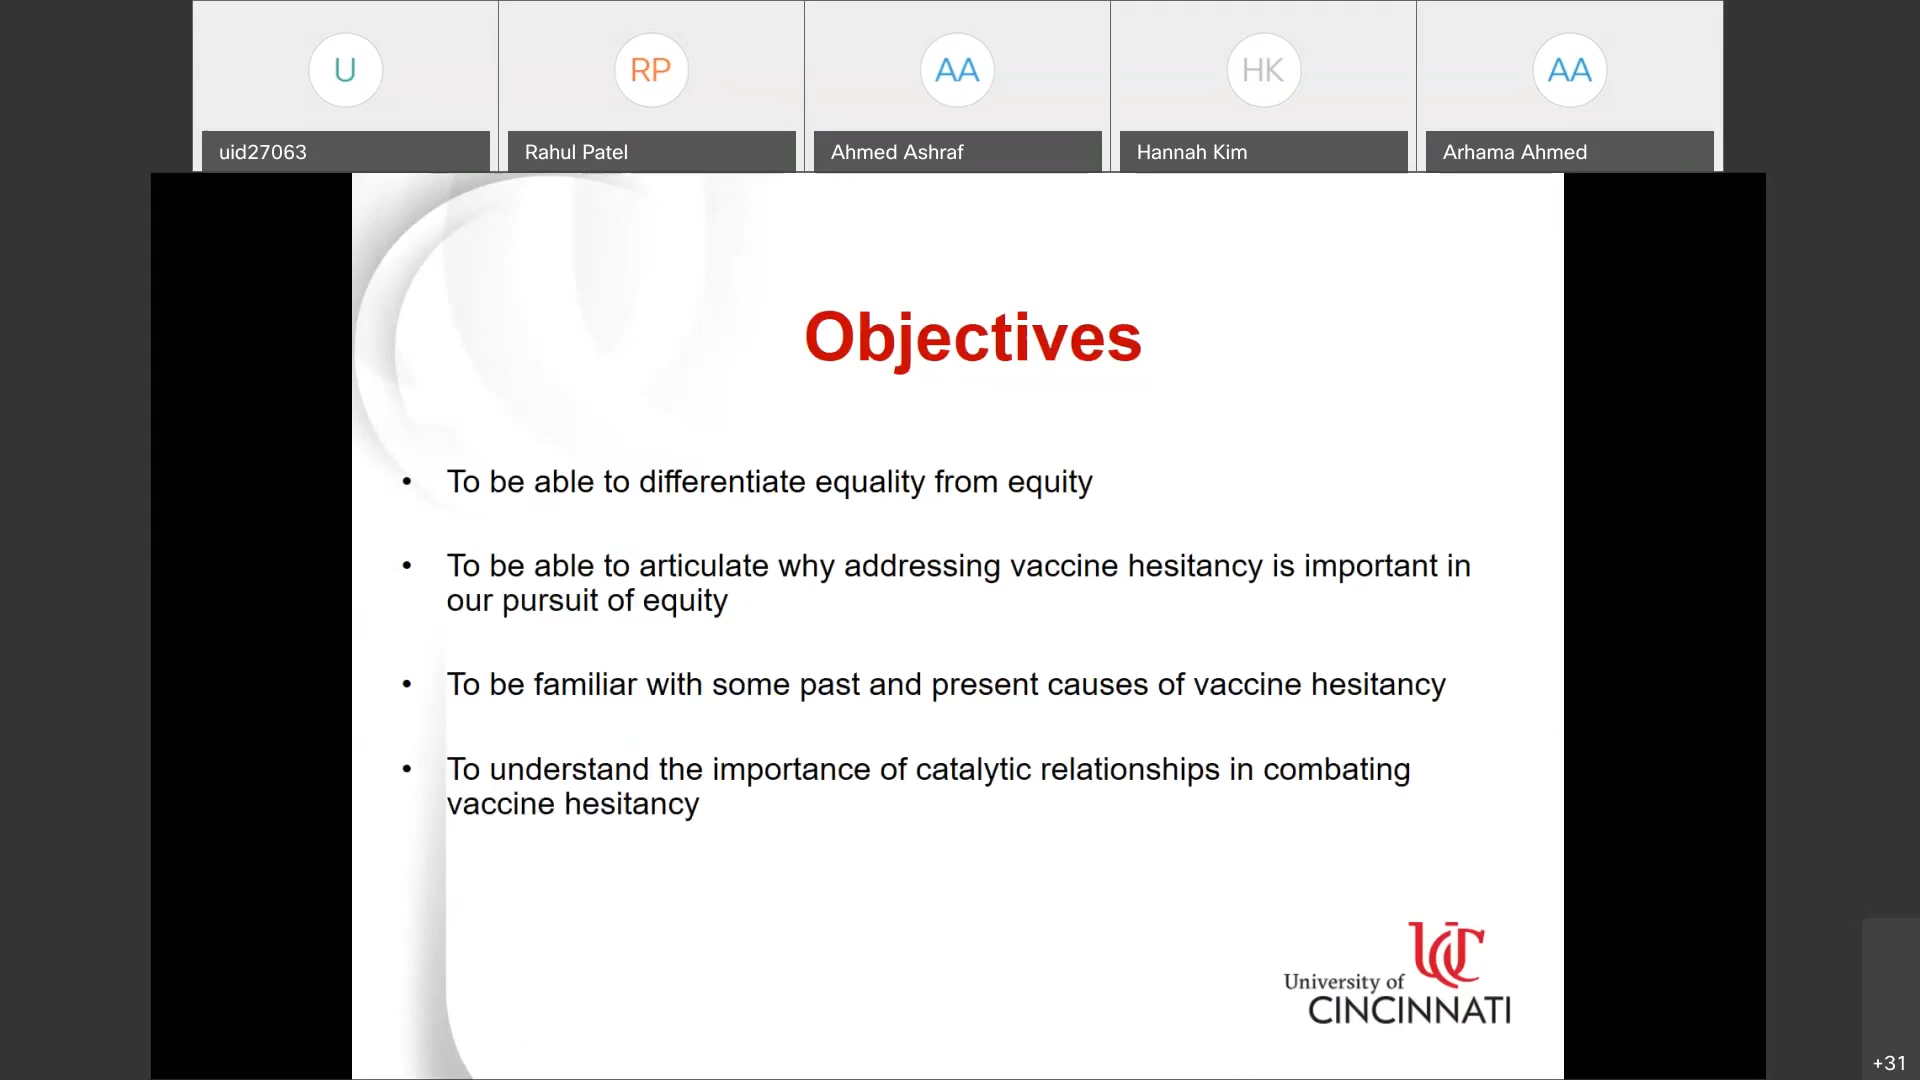 U
RP
AA
HK
AA
uid27063
Rahul Patel
Ahmed Ashraf
Hannah Kim
Arhama Ahmed
Objectives
• To be able to differentiate equality from equity
• To be able to articulate why addressing vaccine hesitancy is important in
our pursuit of equity
• To be familiar with some past and present causes of vaccine hesitancy
• To understand the importance of catalytic relationships in combating
vaccine hesitancy
UC
University of
CINCINNATI
+31